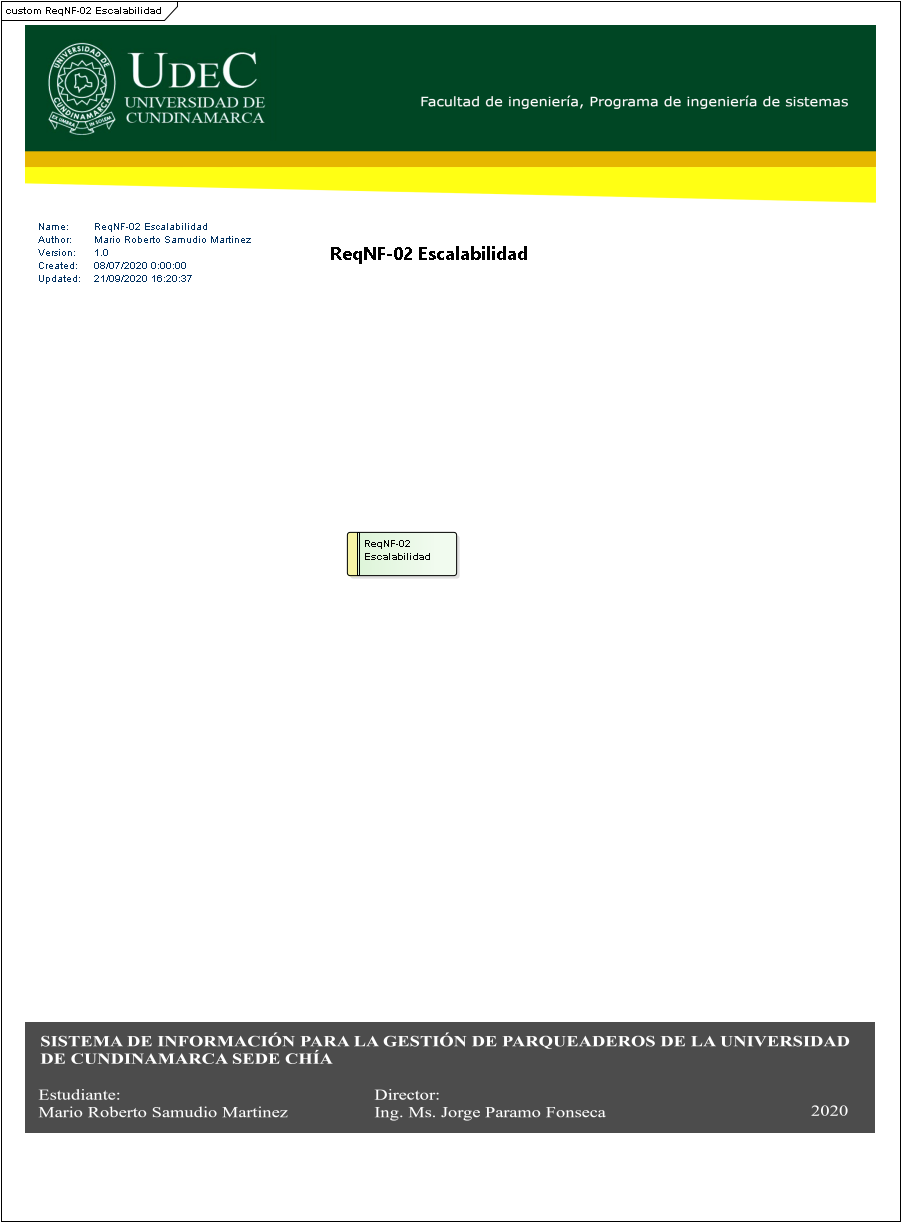 custom ReqNF-02 Escalabilidad
UNIVERSIDAD DE
CUNDINAMARCA
UDEC
UNIVERSIDAD DE
CUNDINAMARCA
Facultad de ingeniería, Programa de ingeniería de sistemas
Name: ReqNF-02 Escalabilidad
Author: Mario Roberto Samudio Martinez
Version: 1.0
Created: 08/07/2020 0:00:00
Updated: 21/09/2020 16:20:37
ReqNF-02 Escalabilidad
ReqNF-02
Escalabilidad
SISTEMA DE INFORMACIÓN PARA LA GESTIÓN DE PARQUEADEROS DE LA UNIVERSIDAD
DE CUNDINAMARCA SEDE CHÍA
Estudiante: Director:
Mario Roberto Samudio Martinez Ing. Ms. Jorge Paramo Fonseca 2020